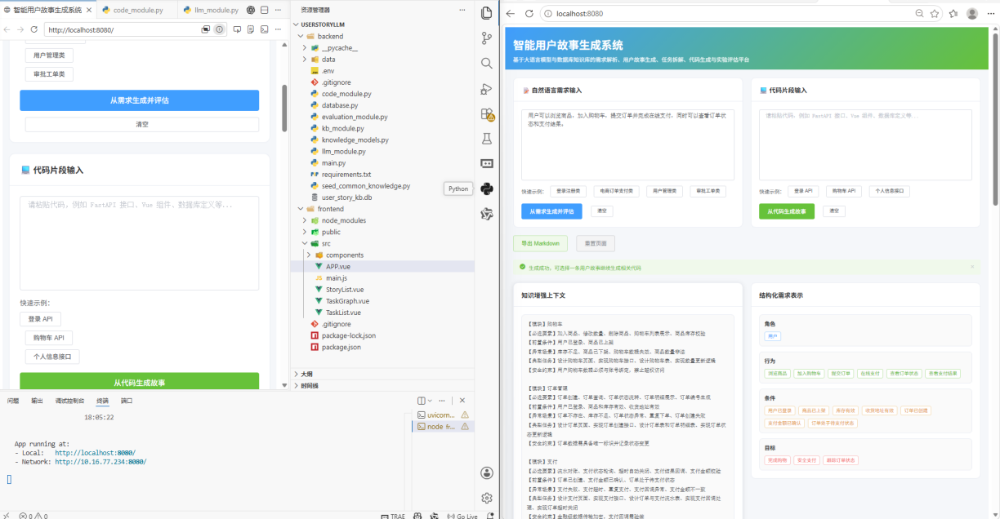 智能用户故事生成系统
code_module.py
llm_module.py
http://localhost:8080/
用户管理类
审批工单类
从需求生成并评估
清空
代码片段输入
请粘贴代码，例如 FastAPI 接口、Vue 组件、数据库定义等...
快速示例：
登录 API
购物车 API
个人信息接口
从代码生成故事
资源管理器
USERSTORYLLM
backend
__pycache__
data
.env
.gitignore
code_module.py
database.py
evaluation_module.py
kb_module.py
knowledge_models.py
llm_module.py
main.py
requirements.txt
seed_common_knowledge.py
user_story_kb.db
frontend
node_modules
public
src
components
APP.vue
main.js
StoryList.vue
TaskGraph.vue
TaskList.vue
.gitignore
package-lock.json
package.json
大纲
时间线
Python
问题 输出 调试控制台 终端 端口
18:05:22
App running at:
- Local: http://localhost:8080/
- Network: http://10.16.77.234:8080/
uvicorn...
node &...
0 0
TRAE
Go Live
localhost:8080
智能用户故事生成系统
基于大语言模型与数据库知识库的需求解析、用户故事生成、任务拆解、代码生成与实验评估平台
自然语言需求输入
用户可以浏览商品，加入购物车，提交订单并完成在线支付，同时可以查看订单状态和支付结果。
快速示例： 登录注册类 电商订单支付类 用户管理类 审批工单类
从需求生成并评估 清空
代码片段输入
请粘贴代码，例如 FastAPI 接口、Vue 组件、数据库定义等...
快速示例： 登录 API 购物车 API 个人信息接口
从代码生成故事 清空
导出 Markdown 重置页面
生成成功，可选择一条用户故事继续生成相关代码
知识增强上下文
【模块】购物车
【必选要素】加入商品、修改数量、删除商品、购物车列表展示、商品库存校验
【前置条件】用户已登录、商品已上架
【异常场景】库存不足、商品已下架、购物车数据失效、商品数量非法
【典型任务】设计购物车页面、实现购物车接口、设计购物车表、实现数量更新逻辑
【安全约束】用户购物车数据必须与账号绑定，禁止越权访问
【模块】订单管理
【必选要素】订单创建、订单查询、订单状态流转、订单明细展示、订单编号生成
【前置条件】用户已登录、商品和库存有效、收货地址有效
【异常场景】订单不存在、库存不足、订单状态异常、重复下单、订单创建失败
【典型任务】设计订单页面、实现订单创建接口、设计订单表和订单明细表、实现订单状态更新逻辑
【安全约束】订单数据需具备唯一标识并记录状态变更
【模块】支付
【必选要素】流水对账、支付状态轮询、超时自动关闭、支付结果回调、支付金额校验
【前置条件】订单已创建、支付金额已确认、订单处于待支付状态
【异常场景】支付失败、支付超时、重复支付、支付回调异常、支付金额不一致
【典型任务】设计支付页面、实现支付接口、设计订单与支付流水表、实现支付回调处理、实现订单超时关闭
结构化需求表示
角色
用户
行为
浏览商品 加入购物车 提交订单 在线支付 查看订单状态 查看支付结果
条件
用户已登录 商品已上架 库存有效 收货地址有效 订单已创建
支付金额已确认 订单处于待支付状态
目标
完成购物 安全支付 跟踪订单状态